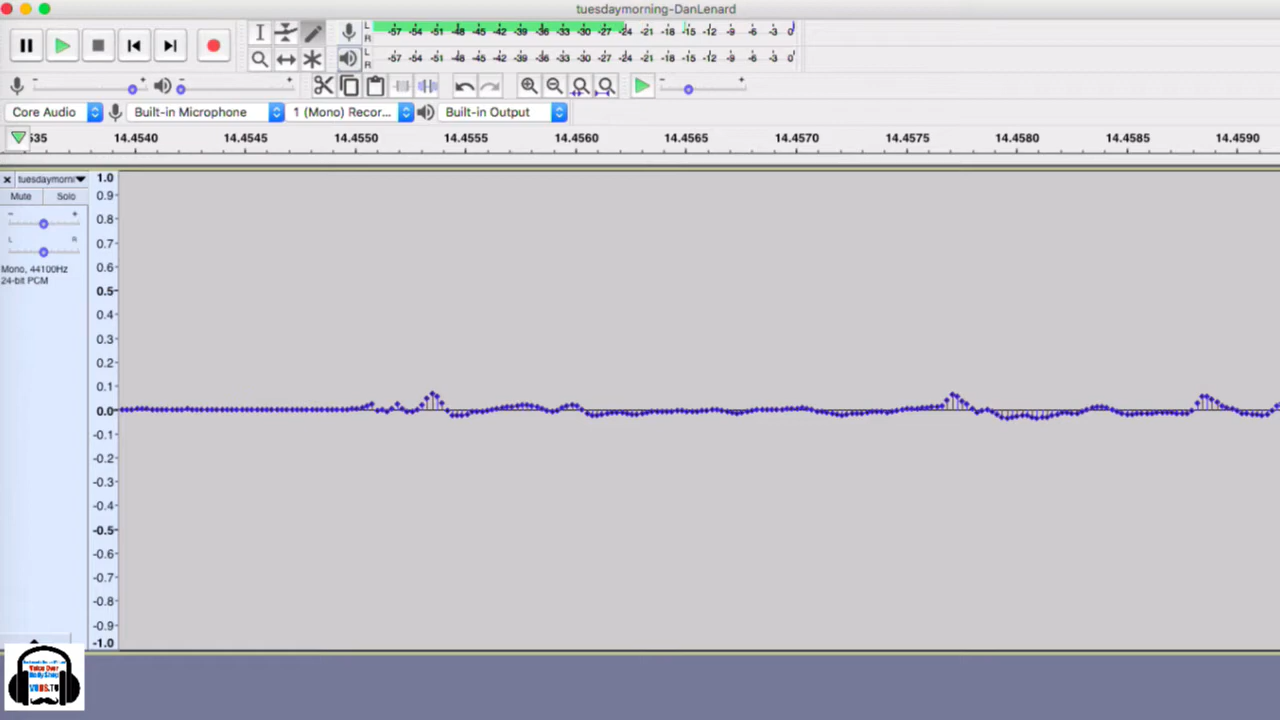 tuesdaymorning-DanLenard
L
R
-57 -54 -51 -48 -45 -42 -39 -36 -33 -30 -27 -24 -21 -18 -15 -12 -9 -6 -3 0
L
R
-57 -54 -51 -48 -45 -42 -39 -36 -33 -30 -27 -24 -21 -18 -15 -12 -9 -6 -3 0
Core Audio Built-in Microphone 1 (Mono) Recor... Built-in Output
535 14.4540 14.4545 14.4550 14.4555 14.4560 14.4565 14.4570 14.4575 14.4580 14.4585 14.4590
tuesdaymorni
Mute Solo
L R
Mono, 44100Hz
24-bit PCM
1.0
0.9
0.8
0.7
0.6
0.5
0.4
0.3
0.2
0.1
0.0
-0.1
-0.2
-0.3
-0.4
-0.5
-0.6
-0.7
-0.8
-0.9
-1.0
Voice Over
Body Shop
VOBS.TV